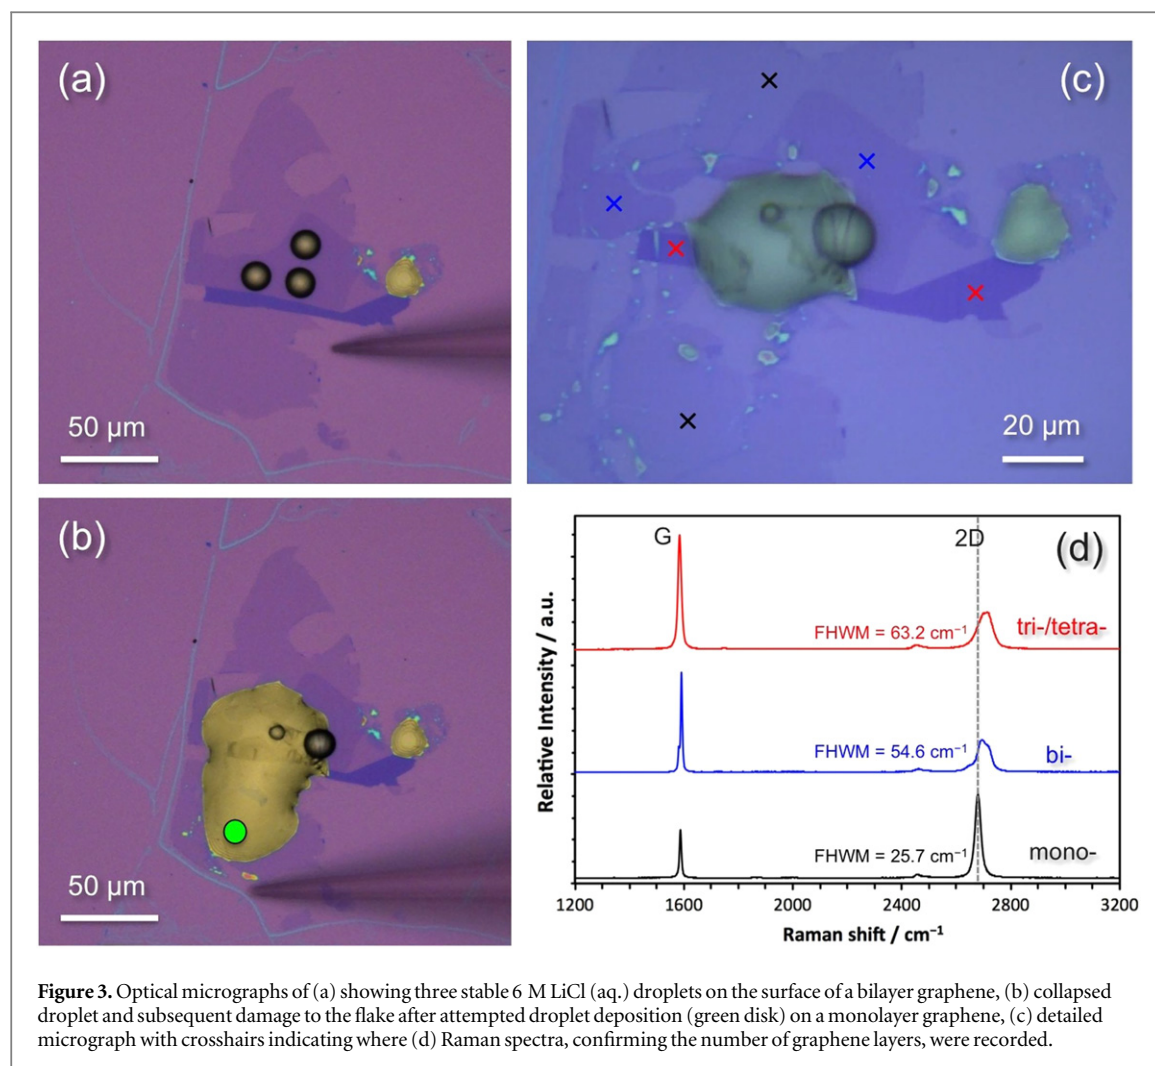 (a)
50 µm
(b)
50 µm
(c)
20 µm
(d)
G
2D
FHWM = 63.2 cm⁻¹
tri-/tetra-
FHWM = 54.6 cm⁻¹
bi-
FHWM = 25.7 cm⁻¹
mono-
Relative Intensity / a.u.
1200 1600 2000 2400 2800 3200
Raman shift / cm⁻¹
Figure 3. Optical micrographs of (a) showing three stable 6 M LiCl (aq.) droplets on the surface of a bilayer graphene, (b) collapsed
droplet and subsequent damage to the flake after attempted droplet deposition (green disk) on a monolayer graphene, (c) detailed
micrograph with crosshairs indicating where (d) Raman spectra, confirming the number of graphene layers, were recorded.